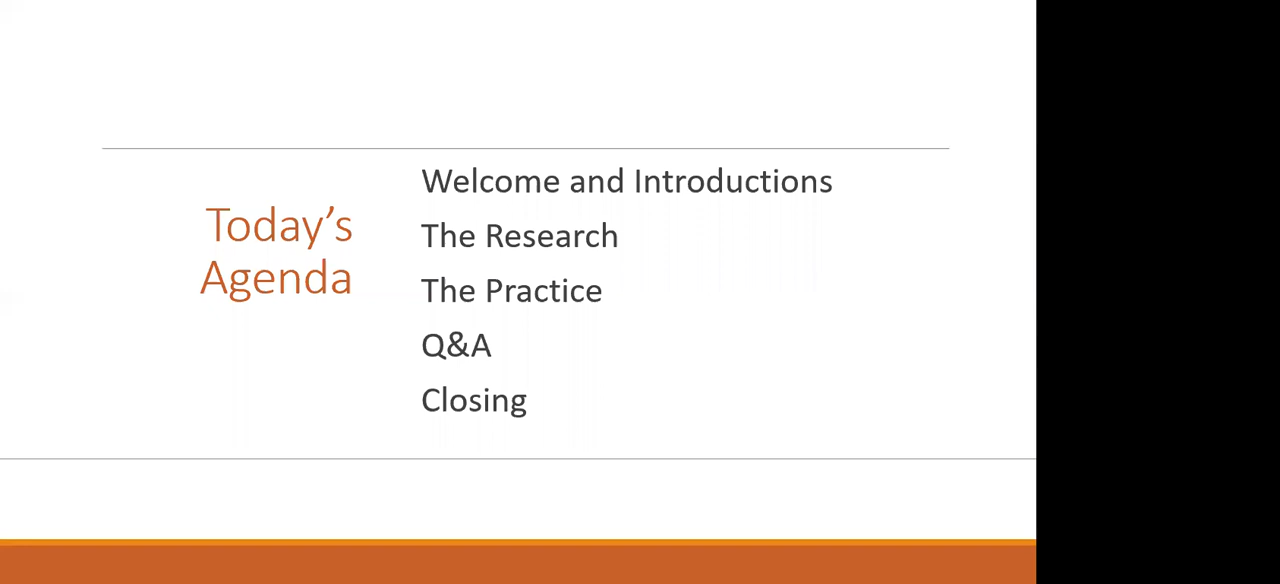 Today’s
Agenda
Welcome and Introductions
The Research
The Practice
Q&A
Closing